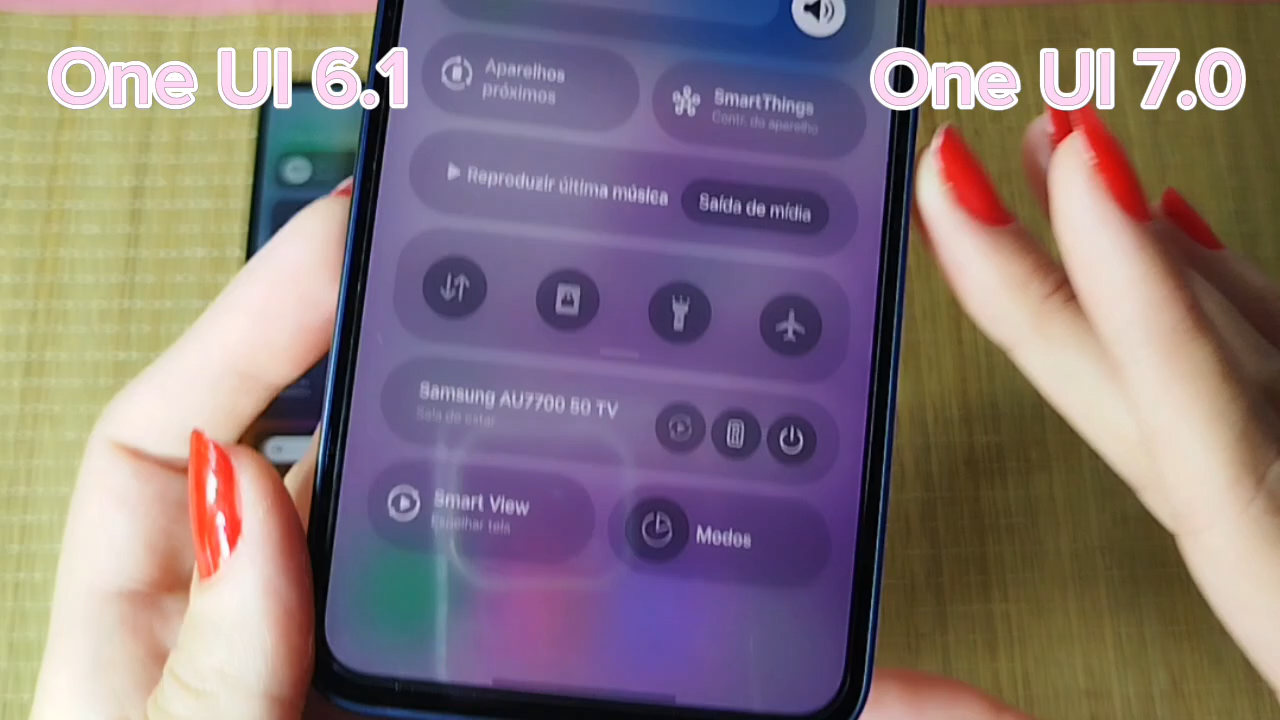 One UI 6.1
One UI 7.0
Aparelhos
próximos
SmartThings
Contr. do aparelho
Reproduzir última música
Saída de mídia
Samsung AU7700 50 TV
Sala de estar
Smart View
Espelhar tela
Modos